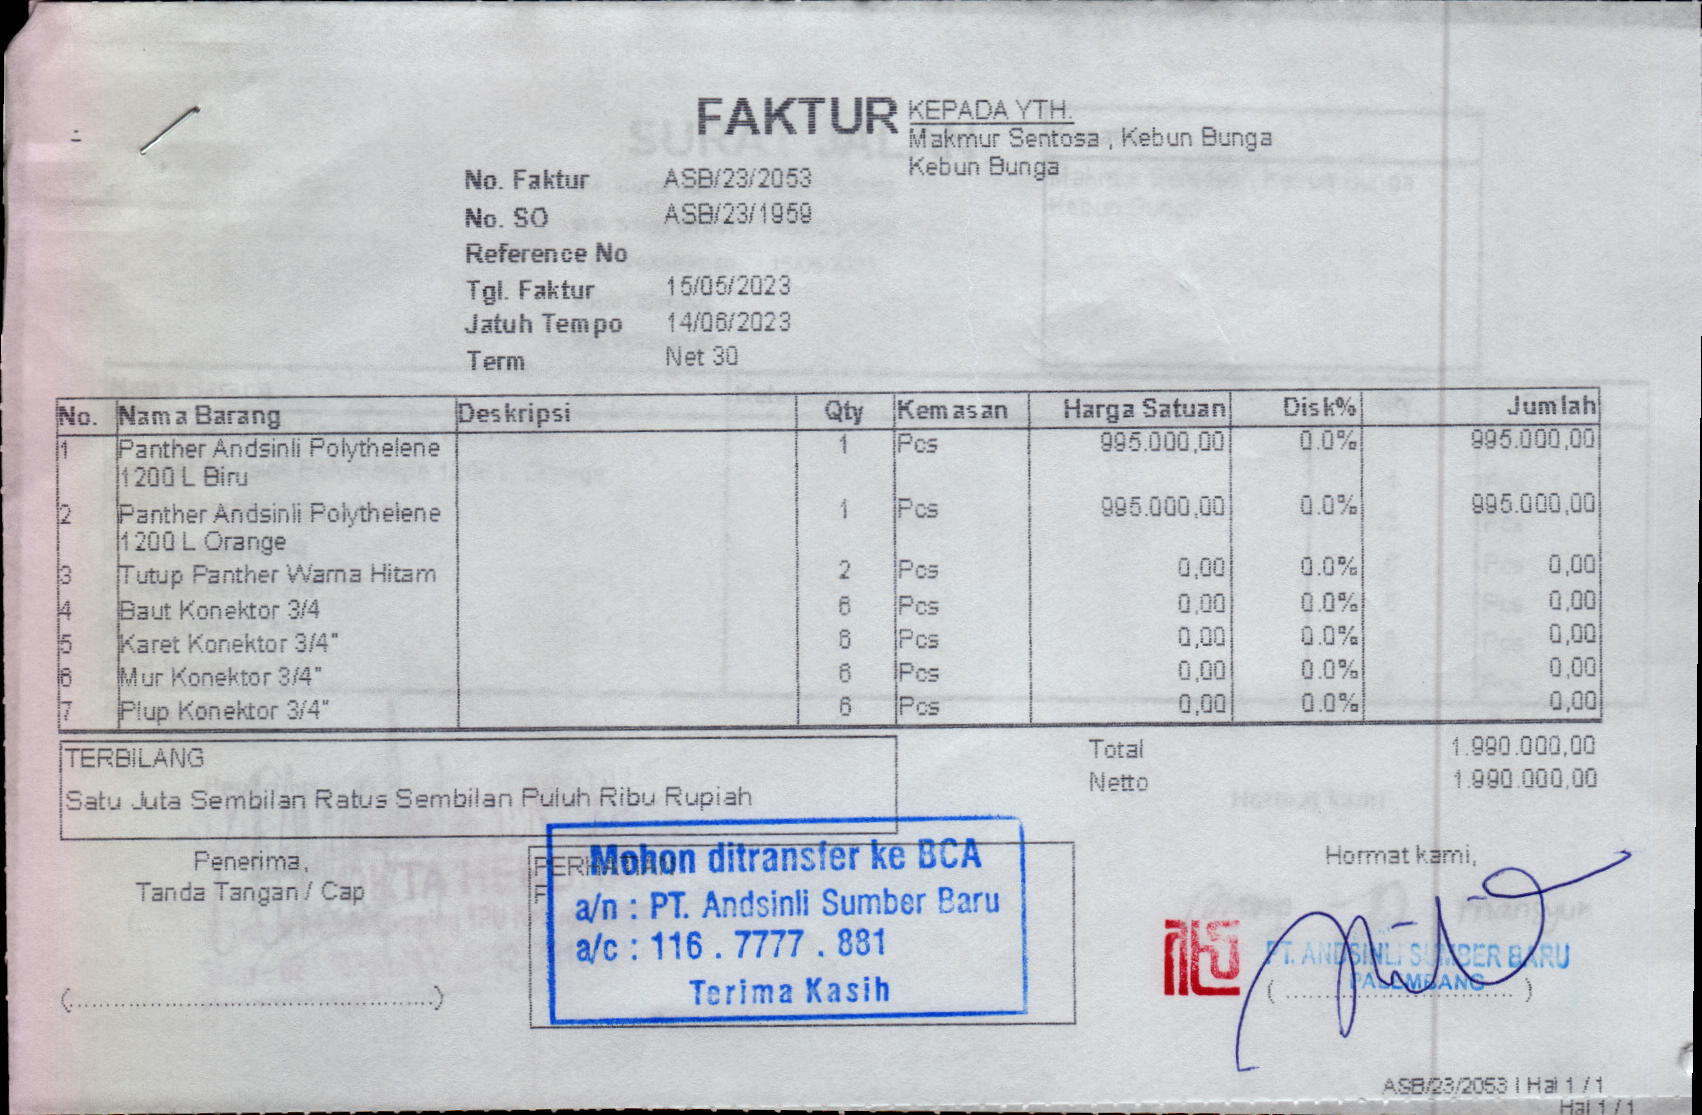 FAKTUR
KEPADA YTH.
Makmur Sentosa , Kebun Bunga
Kebun Bunga
No. Faktur ASB/23/2053
No. SO ASB/23/1959
Reference No
Tgl. Faktur 15/05/2023
Jatuh Tempo 14/06/2023
Term Net 30
No. Nama Barang Deskripsi Qty Kemasan Harga Satuan Disk% Jumlah
1 Panther Andsinli Polythelene 1 Pcs 995.000,00 0.0% 995.000,00
1200 L Biru
2 Panther Andsinli Polythelene 1 Pcs 995.000,00 0.0% 995.000,00
1200 L Orange
3 Tutup Panther Warna Hitam 2 Pcs 0,00 0.0% 0,00
4 Baut Konektor 3/4 6 Pcs 0,00 0.0% 0,00
5 Karet Konektor 3/4" 6 Pcs 0,00 0.0% 0,00
6 Mur Konektor 3/4" 6 Pcs 0,00 0.0% 0,00
7 Plup Konektor 3/4" 6 Pcs 0,00 0.0% 0,00
TERBILANG
Satu Juta Sembilan Ratus Sembilan Puluh Ribu Rupiah
Total 1.990.000,00
Netto 1.990.000,00
Penerima,
Tanda Tangan / Cap
(.............................................)
PERHATIAN
Mohon ditransfer ke BCA
a/n : PT. Andsinli Sumber Baru
a/c : 116 . 7777 . 881
Terima Kasih
Hormat kami,
PT. ANDSINLI SUMBER BARU
PALEMBANG
( .............................. )
ASB/23/2053 | Hal 1 / 1
Hal 1 / 1